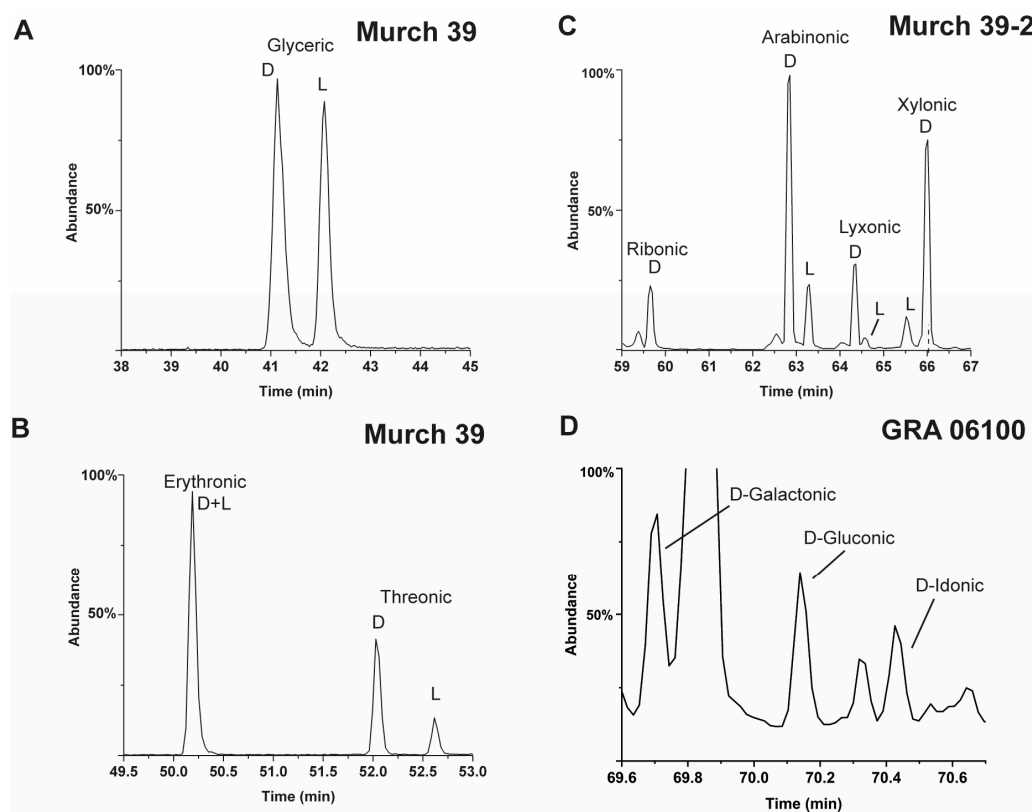 A
Murch 39
Glyceric
D
L
100%
50%
Abundance
38 39 40 41 42 43 44 45
Time (min)
B
Murch 39
Erythronic
D+L
Threonic
D
L
100%
50%
Abundance
49.5 50.0 50.5 51.0 51.5 52.0 52.5 53.0
Time (min)
C
Murch 39-2
Arabinonic
D
Xylonic
D
Lyxonic
D
Ribonic
D
L
L
L
100%
50%
Abundance
59 60 61 62 63 64 65 66 67
Time (min)
D
GRA 06100
D-Galactonic
D-Gluconic
D-Idonic
100%
50%
Abundance
69.6 69.8 70.0 70.2 70.4 70.6
Time (min)